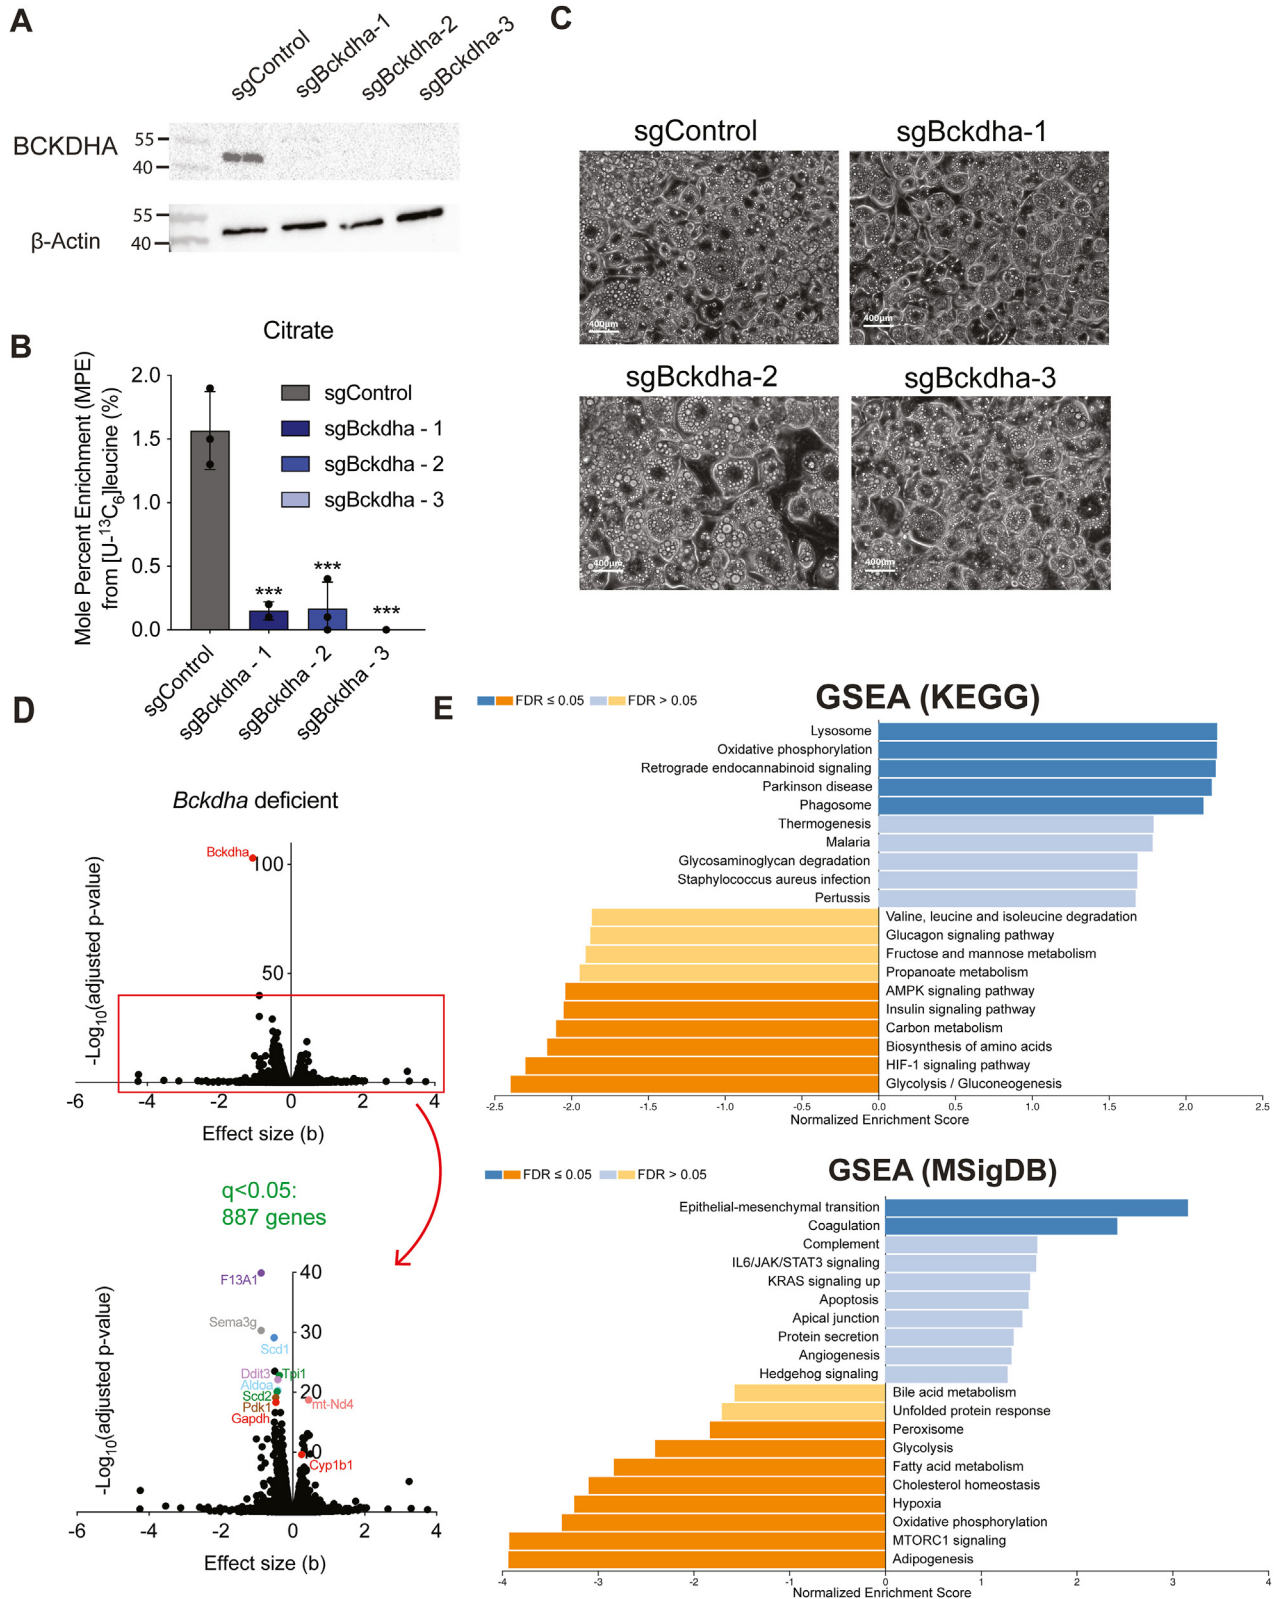 A
sgControl
sgBckdha-1
sgBckdha-2
sgBckdha-3
BCKDHA
55
40
β-Actin
55
40
B
Citrate
Mole Percent Enrichment (MPE)
from [U-¹³C₆]leucine (%)
2.0
1.5
1.0
0.5
0.0
sgControl
sgBckdha - 1
sgBckdha - 2
sgBckdha - 3
***
***
***
sgControl
sgBckdha - 1
sgBckdha - 2
sgBckdha - 3
C
sgControl
sgBckdha-1
400µm
400µm
sgBckdha-2
sgBckdha-3
400µm
400µm
D
Bckdha deficient
-Log₁₀(adjusted p-value)
Bckdha
100
50
-6 -4 -2 0 2 4
Effect size (b)
q<0.05:
887 genes
-Log₁₀(adjusted p-value)
40
F13A1
Sema3g
30
Scd1
Ddit3
Tpi1
Aldoa
20
Scd2
Pdk1
mt-Nd4
Gapdh
10
Cyp1b1
-6 -4 -2 0 2 4
Effect size (b)
E
FDR ≤ 0.05 FDR > 0.05
GSEA (KEGG)
Lysosome
Oxidative phosphorylation
Retrograde endocannabinoid signaling
Parkinson disease
Phagosome
Thermogenesis
Malaria
Glycosaminoglycan degradation
Staphylococcus aureus infection
Pertussis
Valine, leucine and isoleucine degradation
Glucagon signaling pathway
Fructose and mannose metabolism
Propanoate metabolism
AMPK signaling pathway
Insulin signaling pathway
Carbon metabolism
Biosynthesis of amino acids
HIF-1 signaling pathway
Glycolysis / Gluconeogenesis
-2.5 -2.0 -1.5 -1.0 -0.5 0.0 0.5 1.0 1.5 2.0 2.5
Normalized Enrichment Score
FDR ≤ 0.05 FDR > 0.05
GSEA (MSigDB)
Epithelial-mesenchymal transition
Coagulation
Complement
IL6/JAK/STAT3 signaling
KRAS signaling up
Apoptosis
Apical junction
Protein secretion
Angiogenesis
Hedgehog signaling
Bile acid metabolism
Unfolded protein response
Peroxisome
Glycolysis
Fatty acid metabolism
Cholesterol homeostasis
Hypoxia
Oxidative phosphorylation
MTORC1 signaling
Adipogenesis
-4 -3 -2 -1 0 1 2 3 4
Normalized Enrichment Score